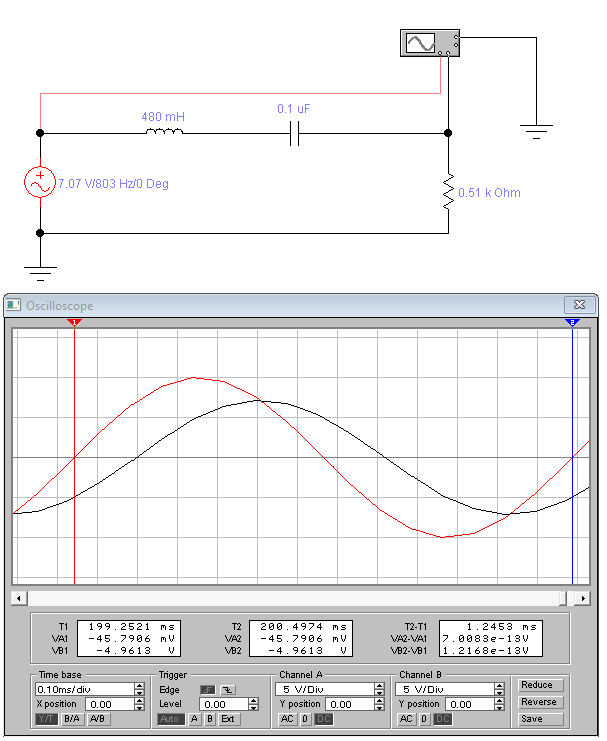 480 mH
0.1 uF
7.07 V/803 Hz/0 Deg
0.51 k Ohm
Oscilloscope
1
2
T1 199.2521 ms T2 200.4974 ms T2-T1 1.2453 ms
VA1 -45.7906 mV VA2 -45.7906 mV VA2-VA1 7.0083e-13V
VB1 -4.9613 V VB2 -4.9613 V VB2-VB1 1.2168e-13V
Time base Trigger Channel A Channel B Reduce
0.10ms/div Edge 5 V/Div 5 V/Div Reverse
X position 0.00 Level 0.00 Y position 0.00 Y position 0.00 Save
Y/T B/A A/B Auto A B Ext AC 0 DC AC 0 DC